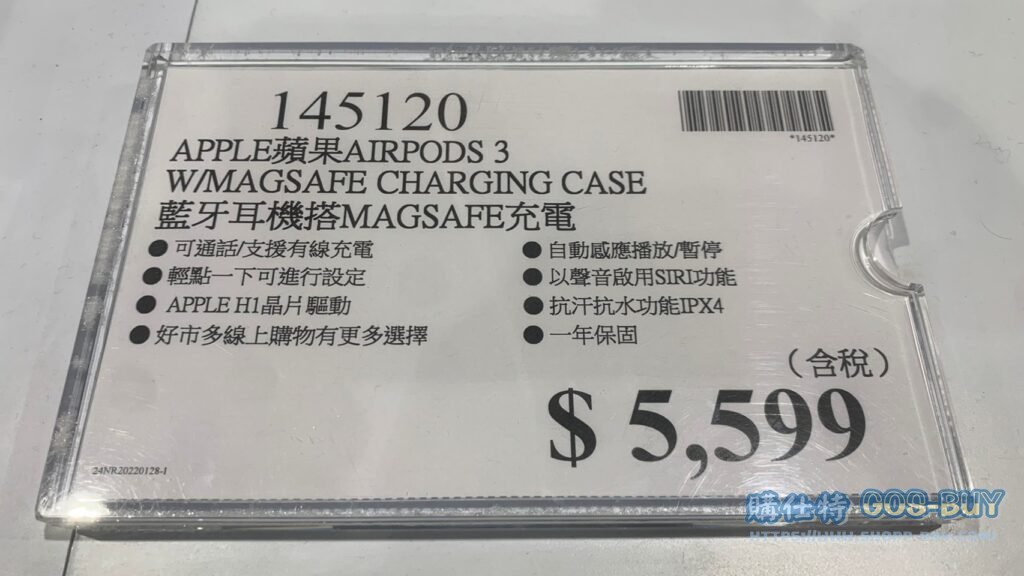 145120
*145120*
APPLE蘋果AIRPODS 3
W/MAGSAFE CHARGING CASE
藍牙耳機搭MAGSAFE充電
● 可通話/支援有線充電
● 輕點一下可進行設定
● APPLE H1晶片驅動
● 好市多線上購物有更多選擇
● 自動感應播放/暫停
● 以聲音啟用SIRI功能
● 抗汗抗水功能IPX4
● 一年保固
（含稅）
$ 5,599
24NR20220128-1
購仕特 COS-BUY